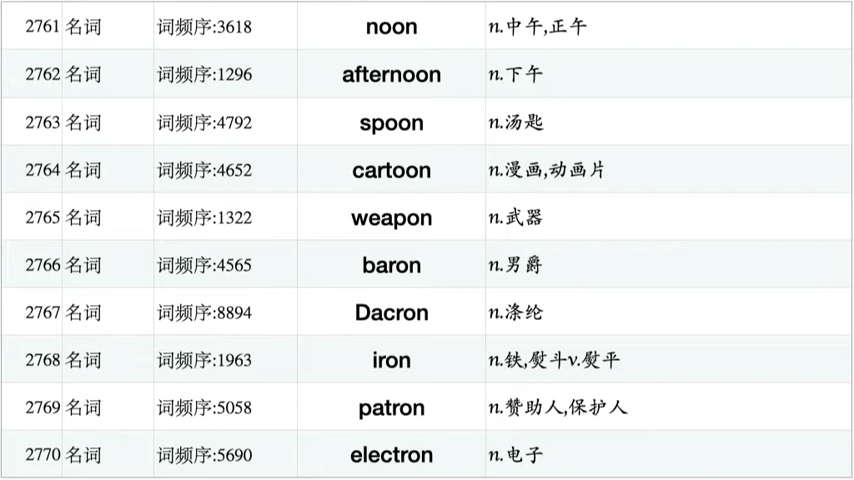 2761 名词 词频序:3618 noon n.中午,正午
2762 名词 词频序:1296 afternoon n.下午
2763 名词 词频序:4792 spoon n.汤匙
2764 名词 词频序:4652 cartoon n.漫画,动画片
2765 名词 词频序:1322 weapon n.武器
2766 名词 词频序:4565 baron n.男爵
2767 名词 词频序:8894 Dacron n.涤纶
2768 名词 词频序:1963 iron n.铁,熨斗v.熨平
2769 名词 词频序:5058 patron n.赞助人,保护人
2770 名词 词频序:5690 electron n.电子